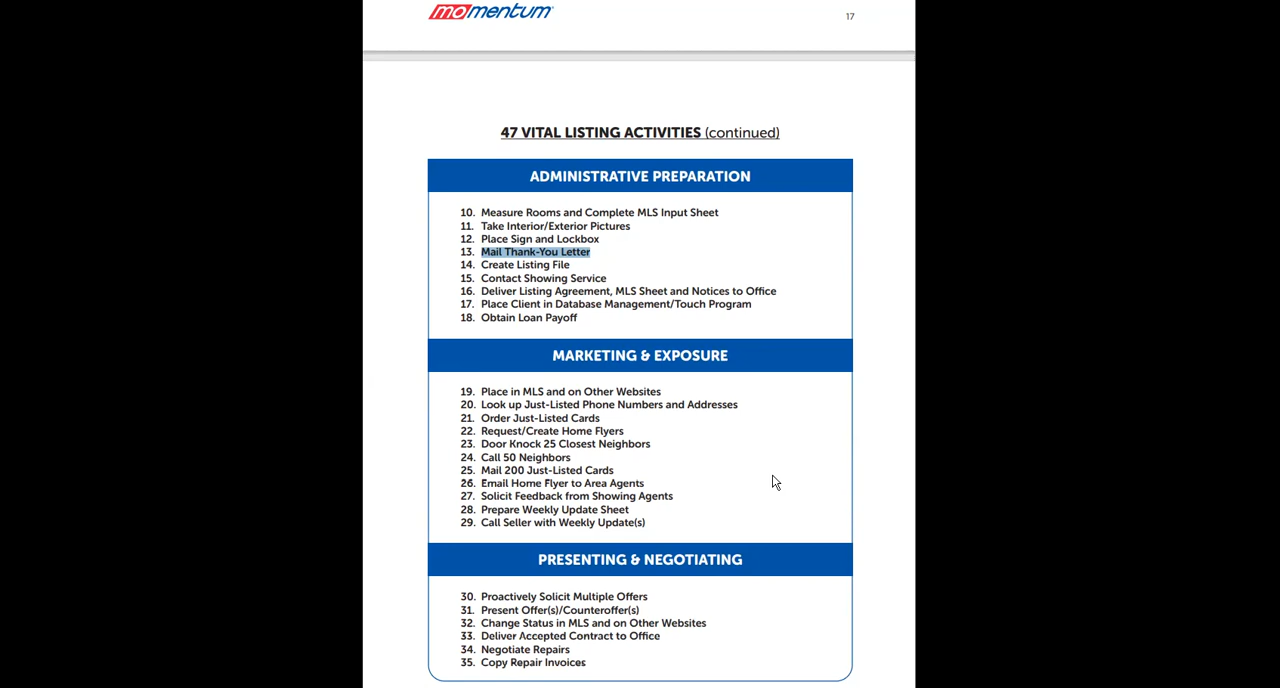 momentum
17
47 VITAL LISTING ACTIVITIES (continued)
ADMINISTRATIVE PREPARATION
10. Measure Rooms and Complete MLS Input Sheet
11. Take Interior/Exterior Pictures
12. Place Sign and Lockbox
13. Mail Thank-You Letter
14. Create Listing File
15. Contact Showing Service
16. Deliver Listing Agreement, MLS Sheet and Notices to Office
17. Place Client in Database Management/Touch Program
18. Obtain Loan Payoff
MARKETING & EXPOSURE
19. Place in MLS and on Other Websites
20. Look up Just-Listed Phone Numbers and Addresses
21. Order Just-Listed Cards
22. Request/Create Home Flyers
23. Door Knock 25 Closest Neighbors
24. Call 50 Neighbors
25. Mail 200 Just-Listed Cards
26. Email Home Flyer to Area Agents
27. Solicit Feedback from Showing Agents
28. Prepare Weekly Update Sheet
29. Call Seller with Weekly Update(s)
PRESENTING & NEGOTIATING
30. Proactively Solicit Multiple Offers
31. Present Offer(s)/Counteroffer(s)
32. Change Status in MLS and on Other Websites
33. Deliver Accepted Contract to Office
34. Negotiate Repairs
35. Copy Repair Invoices